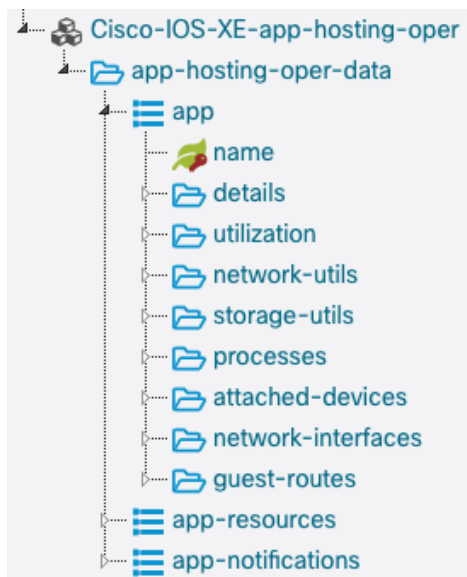 Cisco-IOS-XE-app-hosting-oper
app-hosting-oper-data
app
name
details
utilization
network-utils
storage-utils
processes
attached-devices
network-interfaces
guest-routes
app-resources
app-notifications